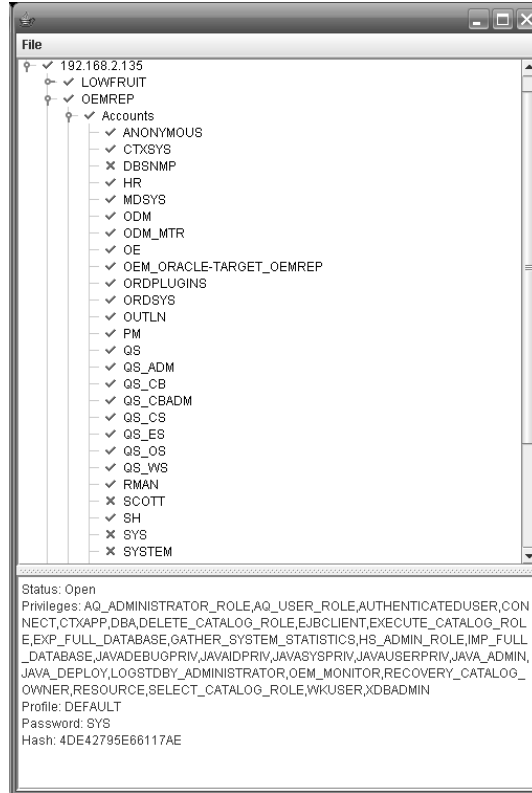 File
192.168.2.135
LOWFRUIT
OEMREP
Accounts
ANONYMOUS
CTXSYS
DBSNMP
HR
MDSYS
ODM
ODM_MTR
OE
OEM_ORACLE-TARGET_OEMREP
ORDPLUGINS
ORDSYS
OUTLN
PM
QS
QS_ADM
QS_CB
QS_CBADM
QS_CS
QS_ES
QS_OS
QS_WS
RMAN
SCOTT
SH
SYS
SYSTEM
Status: Open
Privileges: AQ_ADMINISTRATOR_ROLE,AQ_USER_ROLE,AUTHENTICATEDUSER,CON
NECT,CTXAPP,DBA,DELETE_CATALOG_ROLE,EJBCLIENT,EXECUTE_CATALOG_ROL
E,EXP_FULL_DATABASE,GATHER_SYSTEM_STATISTICS,HS_ADMIN_ROLE,IMP_FULL
_DATABASE,JAVADEBUGPRIV,JAVAIDPRIV,JAVASYSPRIV,JAVAUSERPRIV,JAVA_ADMIN,
JAVA_DEPLOY,LOGSTDBY_ADMINISTRATOR,OEM_MONITOR,RECOVERY_CATALOG_
OWNER,RESOURCE,SELECT_CATALOG_ROLE,WKUSER,XDBADMIN
Profile: DEFAULT
Password: SYS
Hash: 4DE42795E66117AE